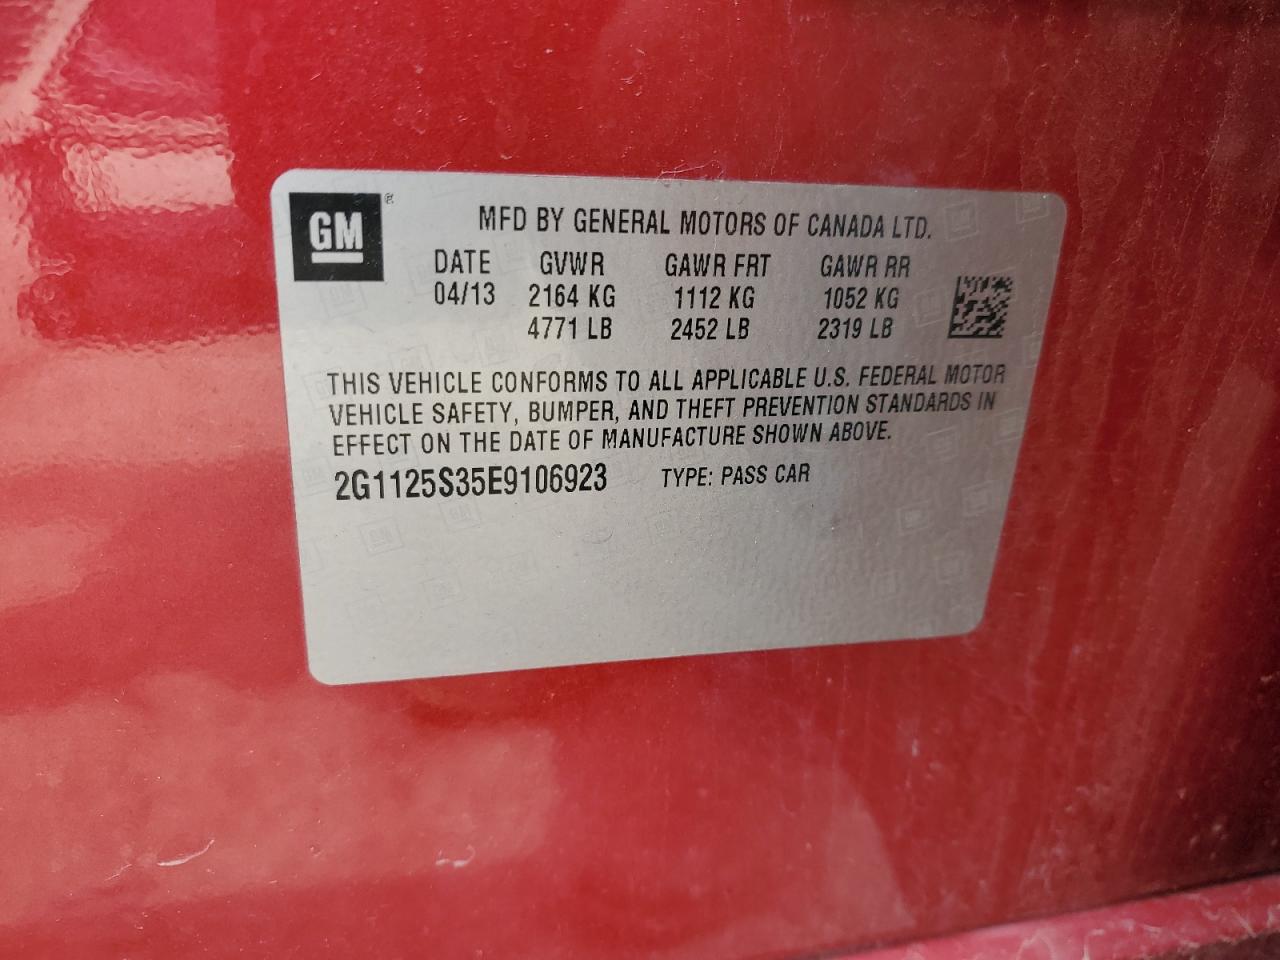 GM ®
MFD BY GENERAL MOTORS OF CANADA LTD.
DATE GVWR GAWR FRT GAWR RR
04/13 2164 KG 1112 KG 1052 KG
4771 LB 2452 LB 2319 LB
THIS VEHICLE CONFORMS TO ALL APPLICABLE U.S. FEDERAL MOTOR
VEHICLE SAFETY, BUMPER, AND THEFT PREVENTION STANDARDS IN
EFFECT ON THE DATE OF MANUFACTURE SHOWN ABOVE.
2G1125S35E9106923 TYPE: PASS CAR